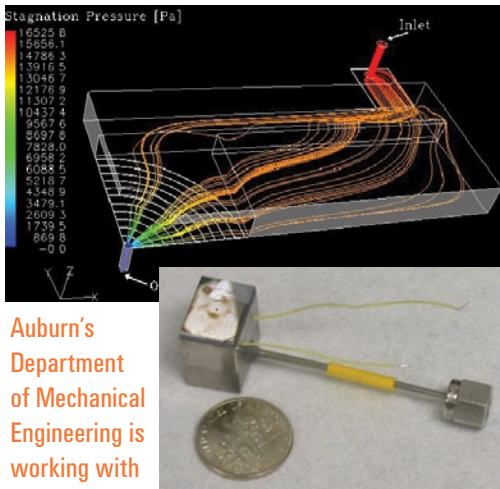 Stagnation Pressure [Pa]
16525 8
15656.1
14786 3
13916 5
13046 7
12176 9
11307 2
10437 4
9567 6
8697 8
7828.0
6958 2
6088 5
5218 7
4348 9
3479.1
2609 3
1739 5
869 8
-0 0
Inlet
Y
Z
X
O
Auburn's
Department
of Mechanical
Engineering is
working with